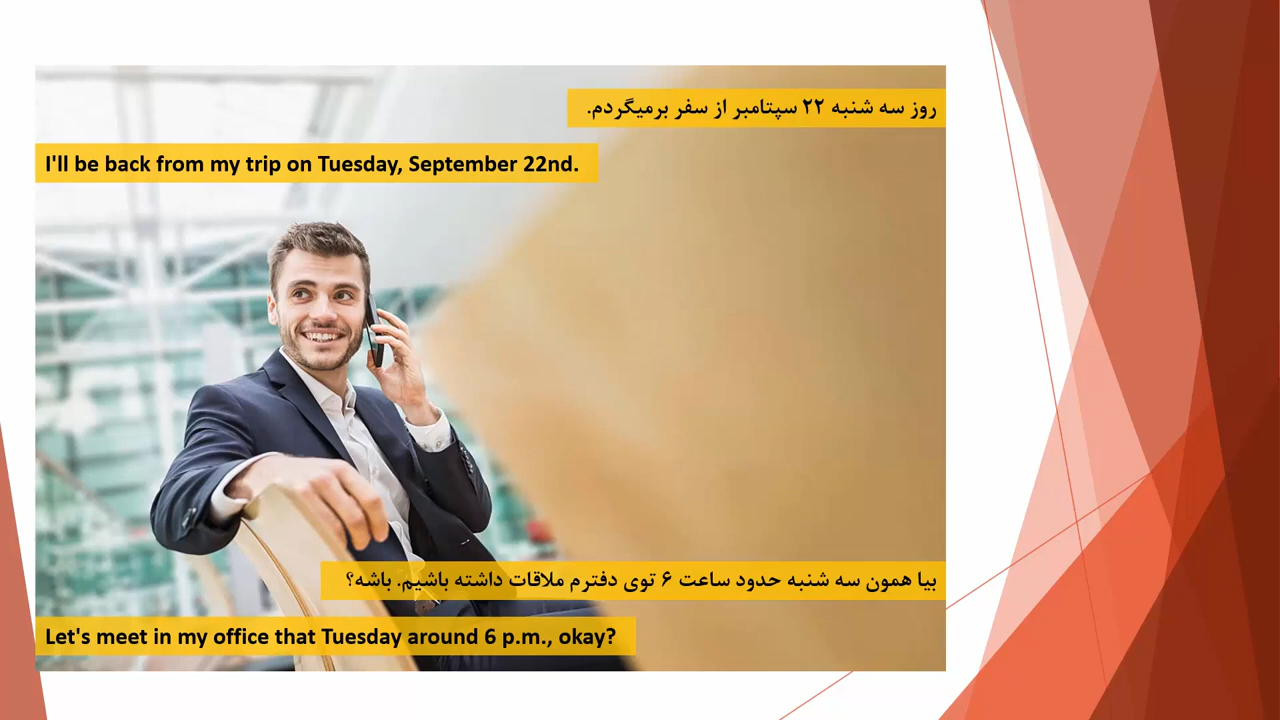 روز سه شنبه ۲۲ سپتامبر از سفر برمیگردم.
I'll be back from my trip on Tuesday, September 22nd.
بیا همون سه شنبه حدود ساعت ۶ توی دفترم ملاقات داشته باشیم. باشه؟
Let's meet in my office that Tuesday around 6 p.m., okay?